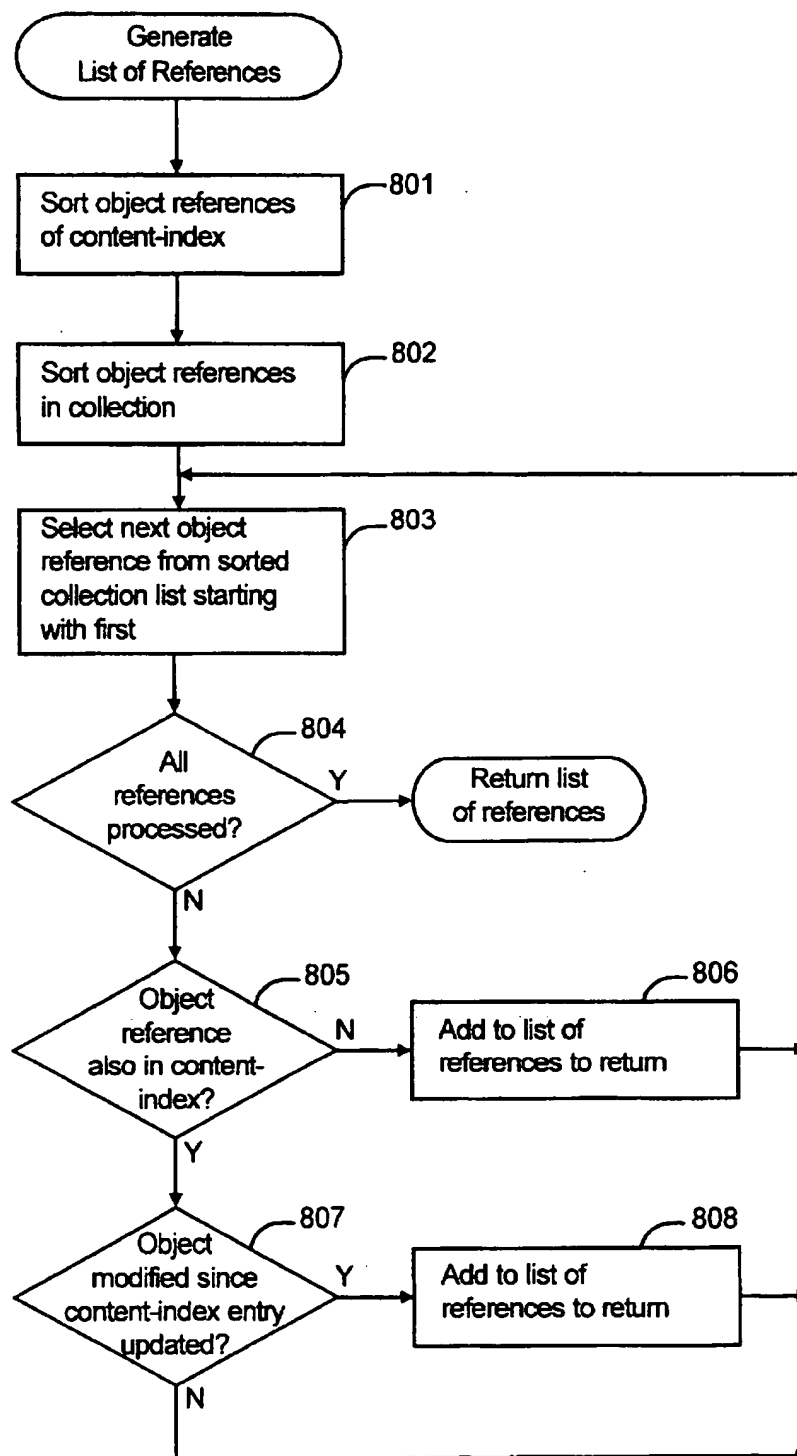 Generate
List of References
801
Sort object references
of content-index
802
Sort object references
in collection
803
Select next object
reference from sorted
collection list starting
with first
804
All
references
processed?
Y
Return list
of references
N
805
Object
reference
also in content-
index?
N
806
Add to list of
references to return
Y
807
Object
modified since
content-index entry
updated?
Y
808
Add to list of
references to return
N